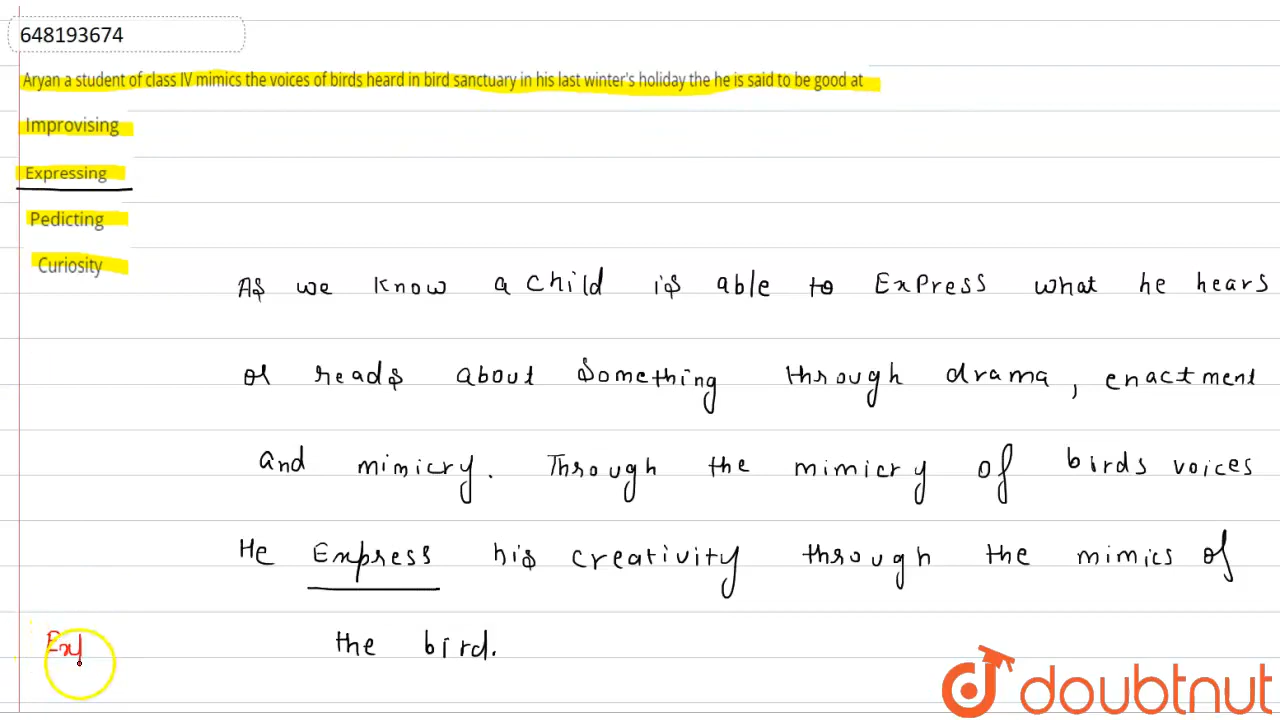 648193674
Aryan a student of class IV mimics the voices of birds heard in bird sanctuary in his last winter's holiday the he is said to be good at
Improvising
Expressing
Pedicting
Curiosity
As we know a child is able to Express what he hears
or reads about something through drama, enactment
and mimicry. Through the mimicry of birds voices
He Express his creativity through the mimics of
the bird.
Exp
doubtnut